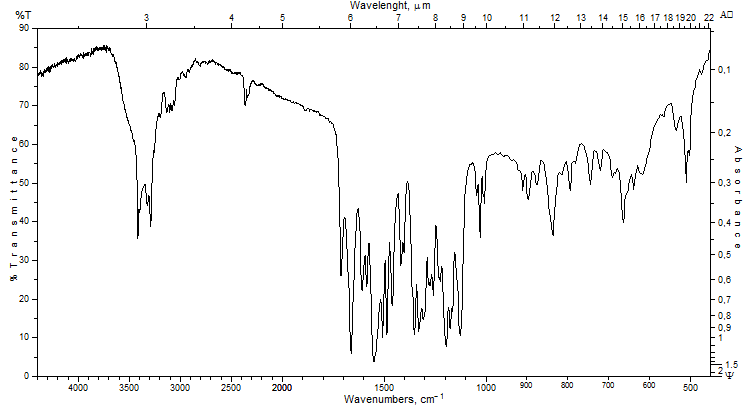 Wavelenght, µm
%T 3 4 5 6 7 8 9 10 11 12 13 14 15 16 17 18 19 20 22 A
90
80 0,1
70
60 0,2
50 0,3
40 0,4
30 0,5
20 0,6
0,7
10 0,8
0,9
1
1.5
0 2
4000 3500 3000 2500 2000 1500 1000 900 800 700 600 500
Wavenumbers, cm⁻¹
% Transmittance
Absorbance